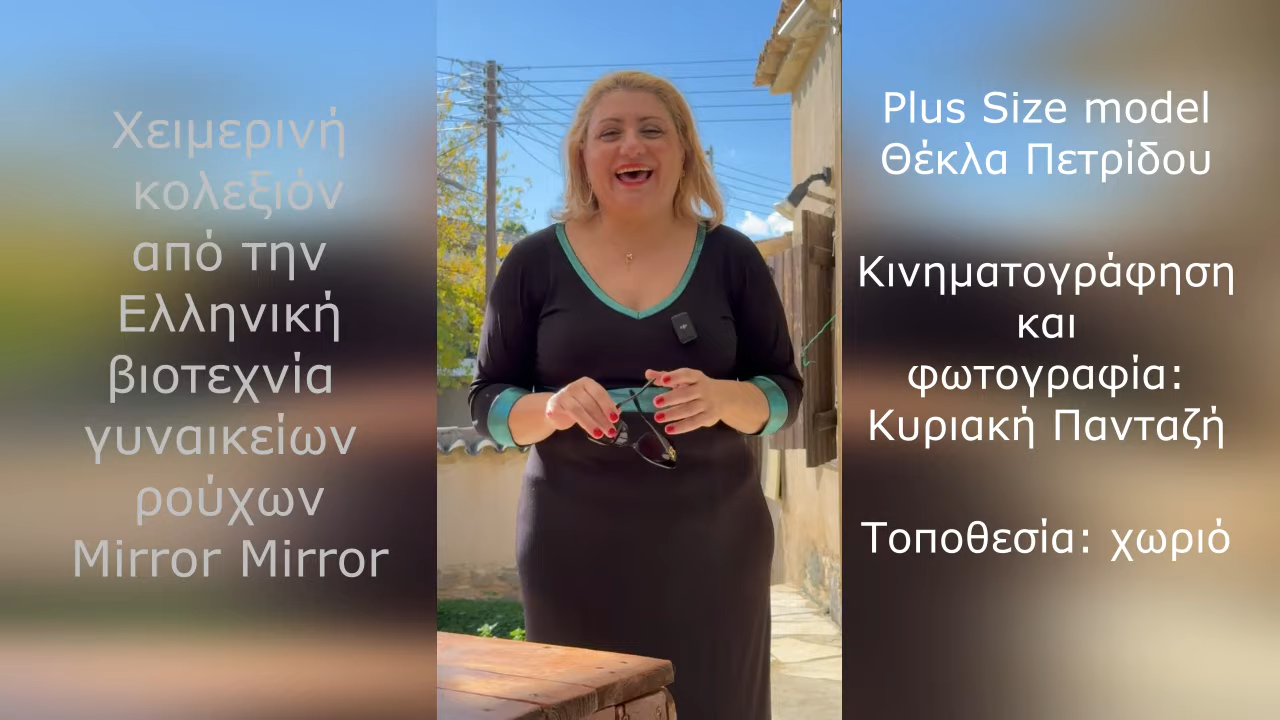 Χειμερινή
κολεξιόν
από την
Ελληνική
βιοτεχνία
γυναικείων
ρούχων
Mirror Mirror
Plus Size model
Θέκλα Πετρίδου
Κινηματογράφηση
και
φωτογραφία:
Κυριακή Πανταζή
Τοποθεσία: χωριό